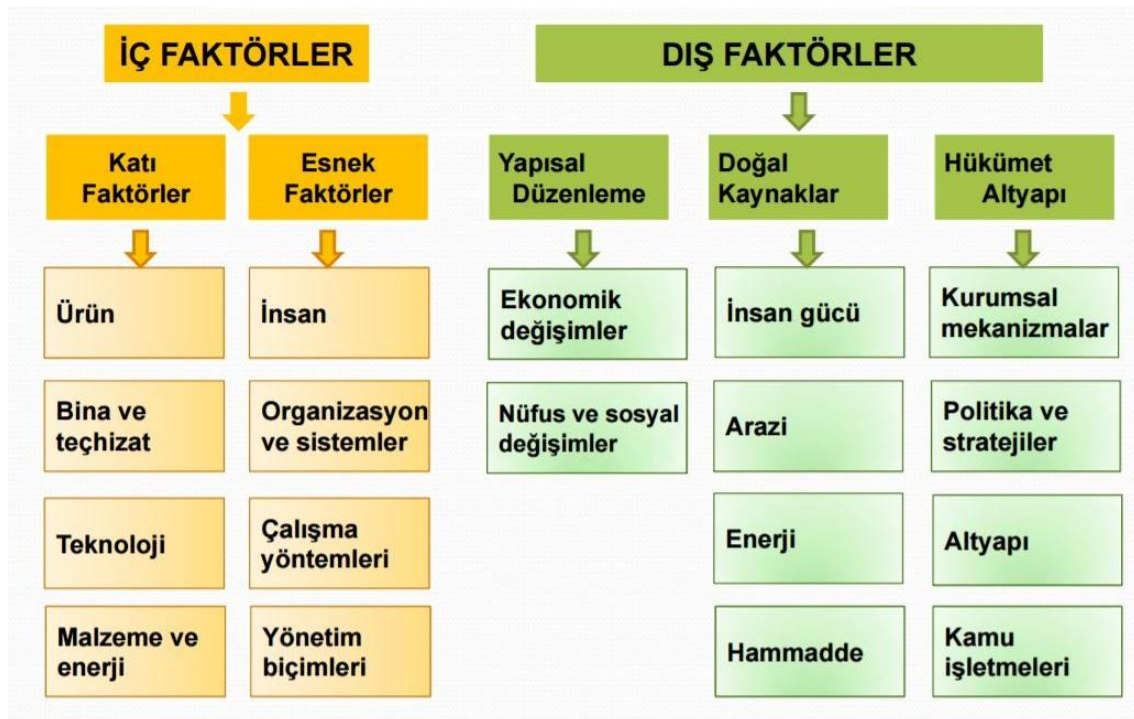 İÇ FAKTÖRLER
DIŞ FAKTÖRLER
Katı
Faktörler
Esnek
Faktörler
Yapısal
Düzenleme
Doğal
Kaynaklar
Hükümet
Altyapı
Ürün
İnsan
Ekonomik
değişimler
İnsan gücü
Kurumsal
mekanizmalar
Bina ve
teçhizat
Organizasyon
ve sistemler
Nüfus ve sosyal
değişimler
Arazi
Politika ve
stratejiler
Teknoloji
Çalışma
yöntemleri
Enerji
Altyapı
Malzeme ve
enerji
Yönetim
biçimleri
Hammadde
Kamu
işletmeleri